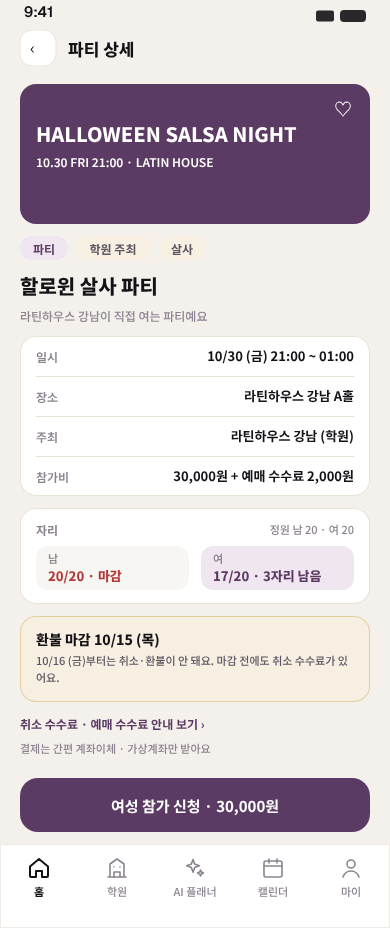 9:41
‹ 파티 상세
♡
HALLOWEEN SALSA NIGHT
10.30 FRI 21:00 · LATIN HOUSE
파티 학원 주최 살사
할로윈 살사 파티
라틴하우스 강남이 직접 여는 파티예요
일시 10/30 (금) 21:00 ~ 01:00
장소 라틴하우스 강남 A홀
주최 라틴하우스 강남 (학원)
참가비 30,000원 + 예매 수수료 2,000원
자리 정원 남 20 · 여 20
남 여
20/20 · 마감 17/20 · 3자리 남음
환불 마감 10/15 (목)
10/16 (금)부터는 취소·환불이 안 돼요. 마감 전에도 취소 수수료가 있
어요.
취소 수수료 · 예매 수수료 안내 보기 ›
결제는 간편 계좌이체 · 가상계좌만 받아요
여성 참가 신청 · 30,000원
홈 학원 AI 플래너 캘린더 마이